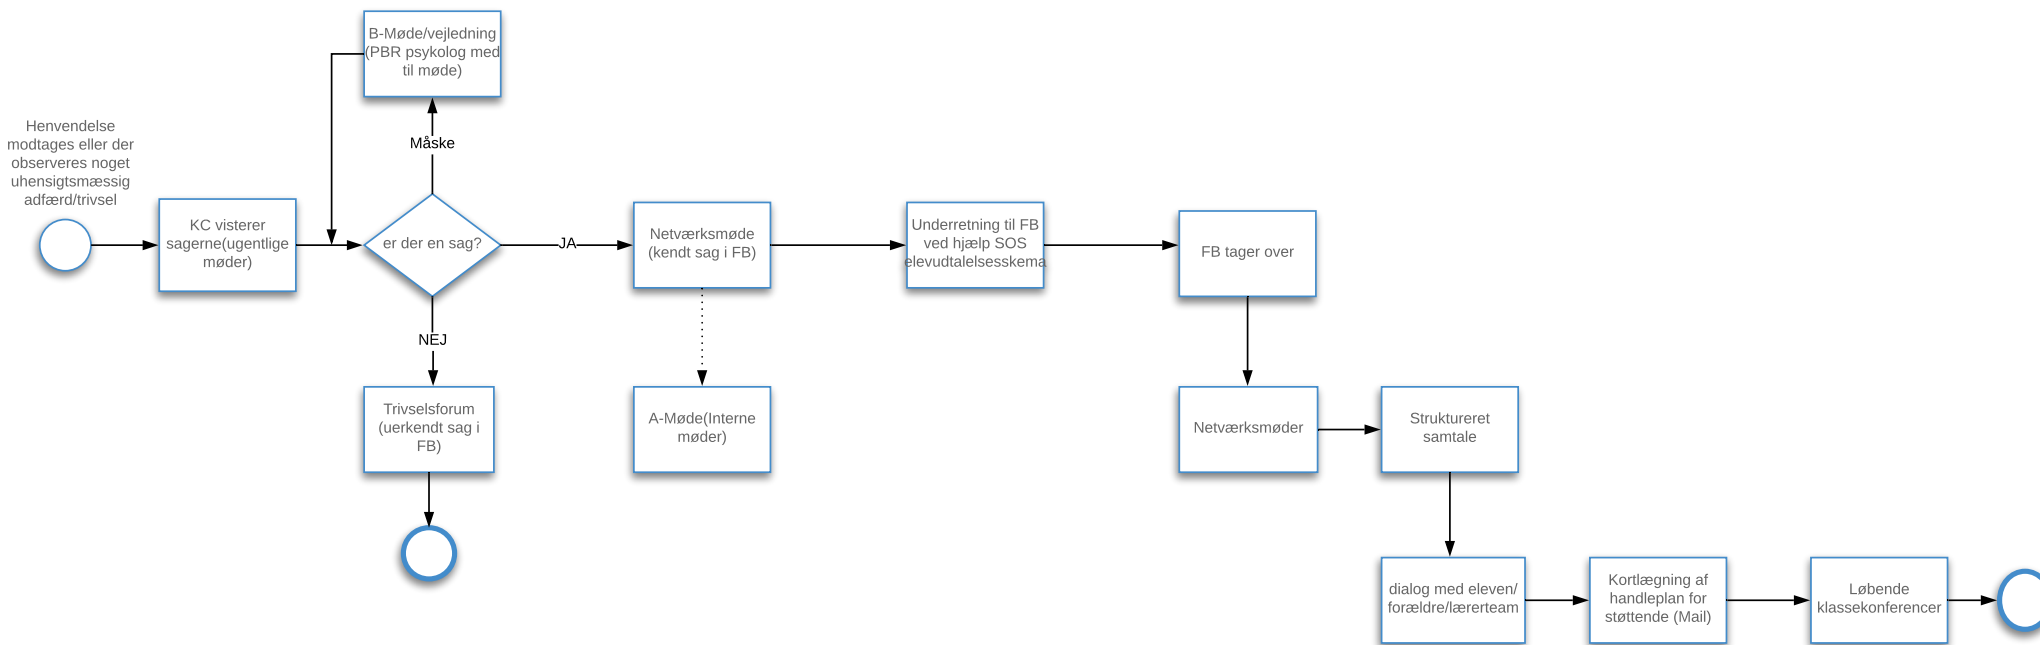 B-Møde/vejledning
(PBR psykolog med
til møde)
Måske
Henvendelse
modtages eller der
observeres noget
uhensigtsmæssig
adfærd/trivsel
KC visterer
sagerne(ugentlige
møder)
er der en sag?
JA
Netværksmøde
(kendt sag i FB)
Underretning til FB
ved hjælp SOS
elevudtalelsesskema
FB tager over
NEJ
Trivselsforum
(uerkendt sag i
FB)
A-Møde(Interne
møder)
Netværksmøder
Struktureret
samtale
dialog med eleven/
forældre/lærerteam
Kortlægning af
handleplan for
støttende (Mail)
Løbende
klassekonferencer